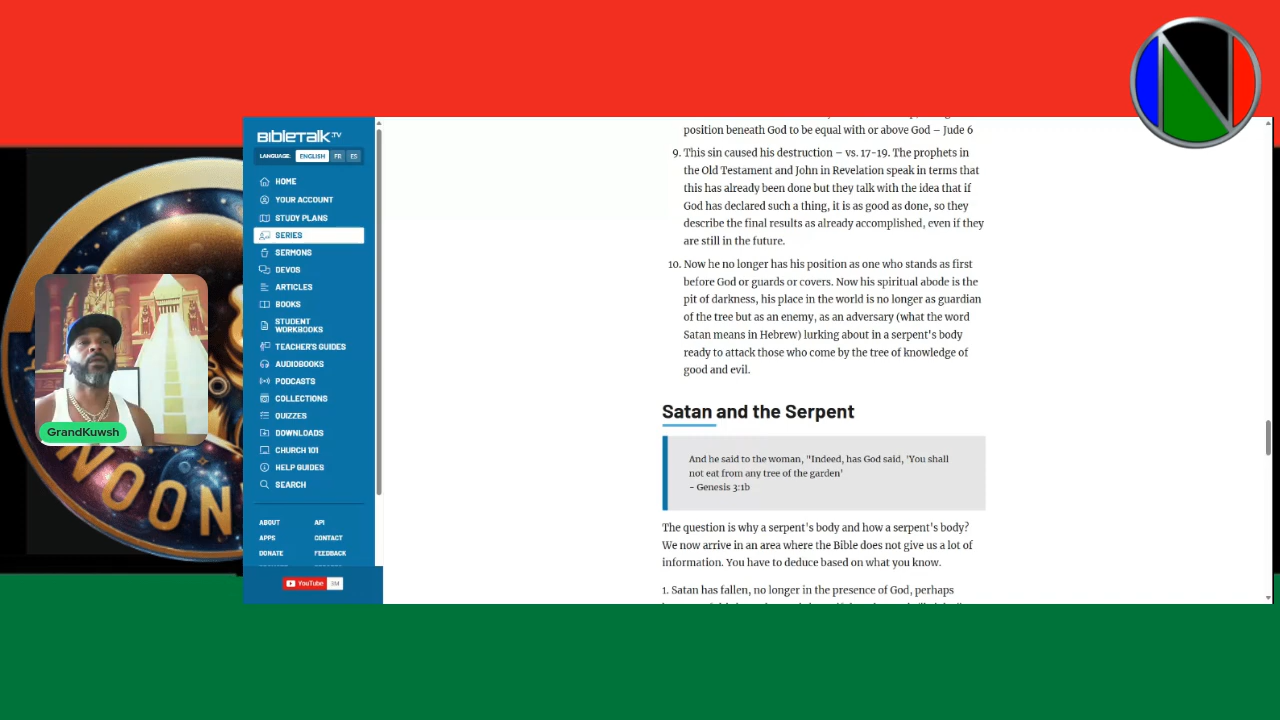 BIBLETALK.TV
LANGUAGE: ENGLISH FR ES
HOME
YOUR ACCOUNT
STUDY PLANS
SERIES
SERMONS
DEVOS
ARTICLES
BOOKS
STUDENT
WORKBOOKS
TEACHER'S GUIDES
AUDIOBOOKS
PODCASTS
COLLECTIONS
QUIZZES
DOWNLOADS
CHURCH 101
HELP GUIDES
SEARCH
ABOUT API
APPS CONTACT
DONATE FEEDBACK
YouTube 3M
position beneath God to be equal with or above God – Jude 6
9. This sin caused his destruction – vs. 17-19. The prophets in
the Old Testament and John in Revelation speak in terms that
this has already been done but they talk with the idea that if
God has declared such a thing, it is as good as done, so they
describe the final results as already accomplished, even if they
are still in the future.
10. Now he no longer has his position as one who stands as first
before God or guards or covers. Now his spiritual abode is the
pit of darkness, his place in the world is no longer as guardian
of the tree but as an enemy, as an adversary (what the word
Satan means in Hebrew) lurking about in a serpent's body
ready to attack those who come by the tree of knowledge of
good and evil.
Satan and the Serpent
And he said to the woman, "Indeed, has God said, 'You shall
not eat from any tree of the garden'
- Genesis 3:1b
The question is why a serpent's body and how a serpent's body?
We now arrive in an area where the Bible does not give us a lot of
information. You have to deduce based on what you know.
1. Satan has fallen, no longer in the presence of God, perhaps
GrandKuwsh
NOON
N